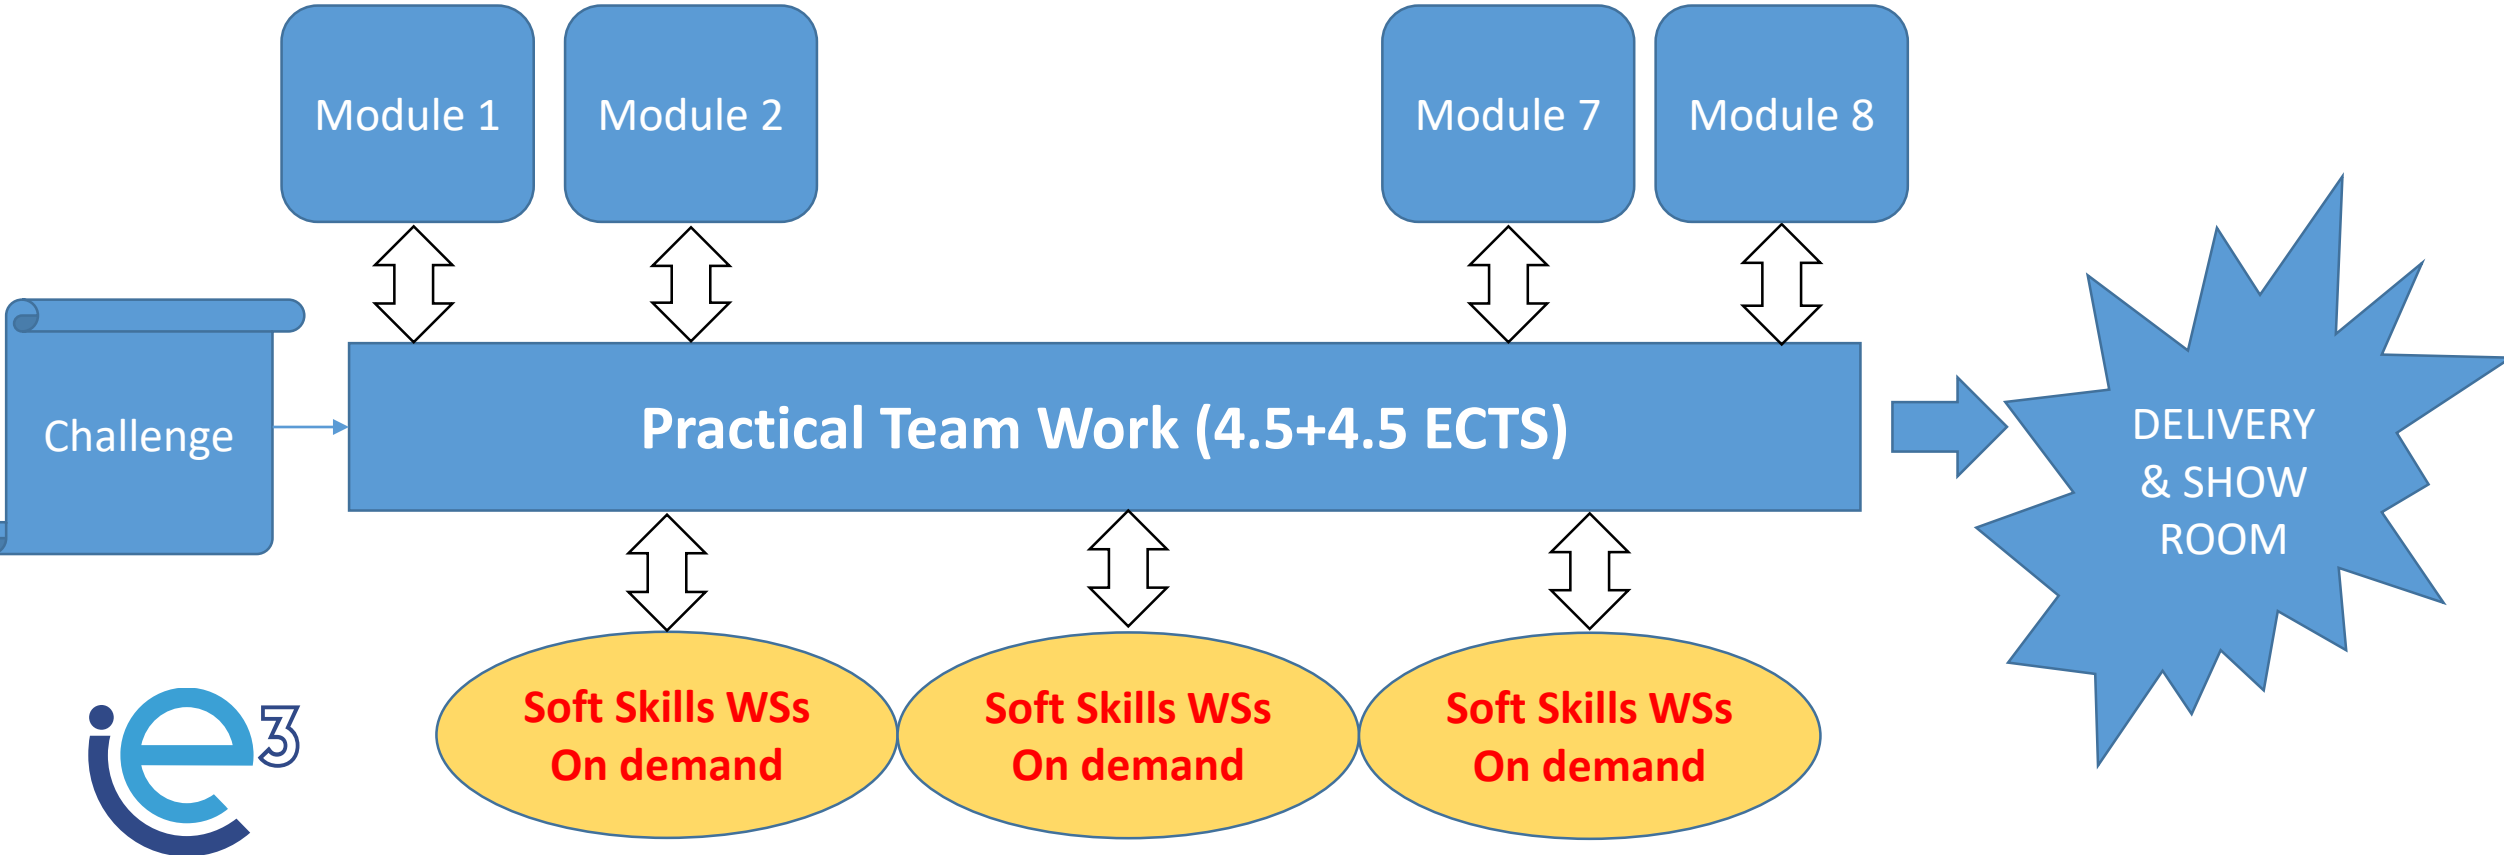 Module 1
Module 2
Module 7
Module 8
Challenge
Practical Team Work (4.5+4.5 ECTS)
DELIVERY
& SHOW
ROOM
Soft Skills WSs
On demand
Soft Skills WSs
On demand
Soft Skills WSs
On demand
ie3